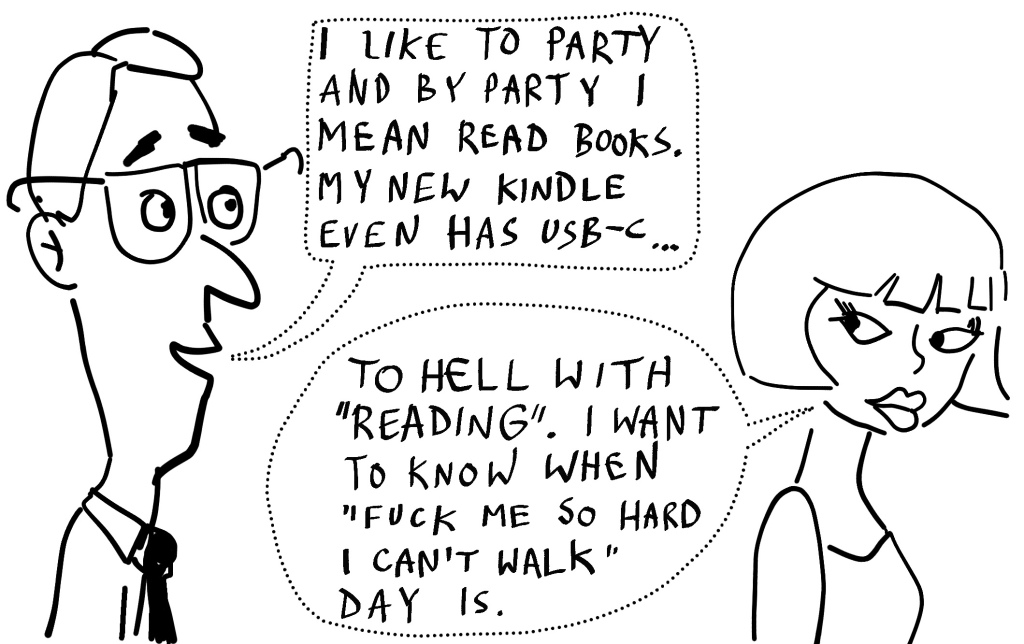 I LIKE TO PARTY
AND BY PARTY I
MEAN READ BOOKS.
MY NEW KINDLE
EVEN HAS USB-C...
TO HELL WITH
"READING". I WANT
TO KNOW WHEN
"FUCK ME SO HARD
I CAN'T WALK"
DAY IS.